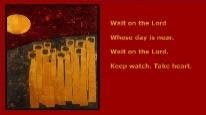 Wait on the Lord
Whose day is near.
Wait on the Lord.
Keep watch. Take heart.